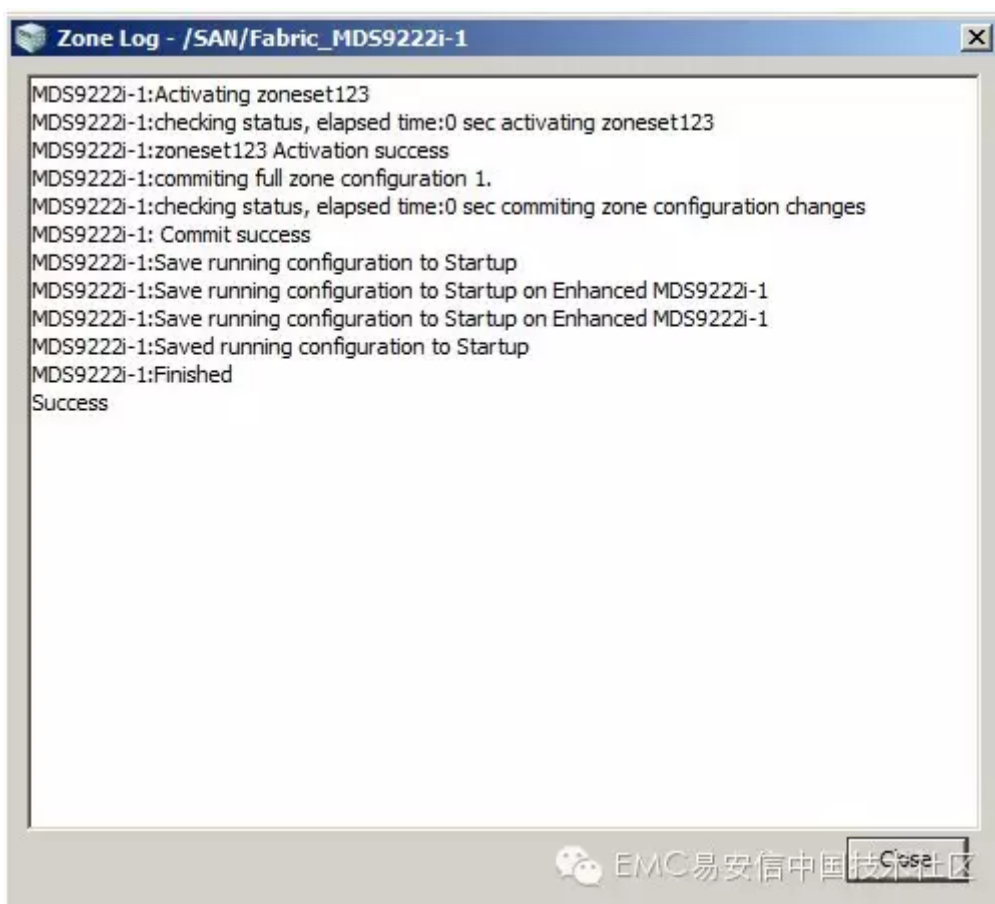 Zone Log - /SAN/Fabric_MDS9222i-1
MDS9222i-1:Activating zoneset123
MDS9222i-1:checking status, elapsed time:0 sec activating zoneset123
MDS9222i-1:zoneset123 Activation success
MDS9222i-1:commiting full zone configuration 1.
MDS9222i-1:checking status, elapsed time:0 sec commiting zone configuration changes
MDS9222i-1: Commit success
MDS9222i-1:Save running configuration to Startup
MDS9222i-1:Save running configuration to Startup on Enhanced MDS9222i-1
MDS9222i-1:Save running configuration to Startup on Enhanced MDS9222i-1
MDS9222i-1:Saved running configuration to Startup
MDS9222i-1:Finished
Success
Close
EMC易安信中国技术社区